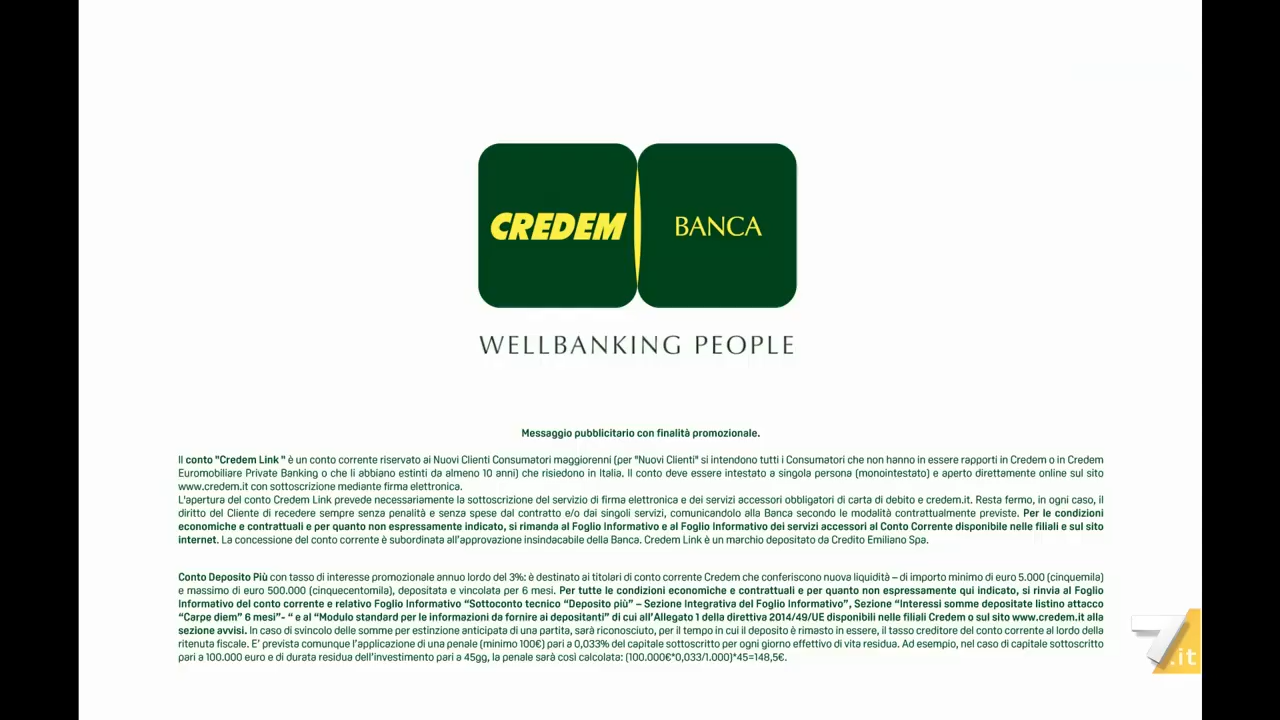 CREDEM BANCA
WELLBANKING PEOPLE
Messaggio pubblicitario con finalità promozionale.
Il conto "Credem Link " è un conto corrente riservato ai Nuovi Clienti Consumatori maggiorenni (per "Nuovi Clienti" si intendono tutti i Consumatori che non hanno in essere rapporti in Credem o in Credem
Euromobiliare Private Banking o che li abbiano estinti da almeno 10 anni) che risiedono in Italia. Il conto deve essere intestato a singola persona (monointestato) e aperto direttamente online sul sito
www.credem.it con sottoscrizione mediante firma elettronica.
L'apertura del conto Credem Link prevede necessariamente la sottoscrizione del servizio di firma elettronica e dei servizi accessori obbligatori di carta di debito e credem.it. Resta fermo, in ogni caso, il
diritto del Cliente di recedere sempre senza penalità e senza spese dal contratto e/o dai singoli servizi, comunicandolo alla Banca secondo le modalità contrattualmente previste. Per le condizioni
economiche e contrattuali e per quanto non espressamente indicato, si rimanda al Foglio Informativo e al Foglio Informativo dei servizi accessori al Conto Corrente disponibile nelle filiali e sul sito
internet. La concessione del conto corrente è subordinata all'approvazione insindacabile della Banca. Credem Link è un marchio depositato da Credito Emiliano Spa.
Conto Deposito Più con tasso di interesse promozionale annuo lordo del 3%: è destinato ai titolari di conto corrente Credem che conferiscono nuova liquidità – di importo minimo di euro 5.000 (cinquemila)
e massimo di euro 500.000 (cinquecentomila), depositata e vincolata per 6 mesi. Per tutte le condizioni economiche e contrattuali e per quanto non espressamente qui indicato, si rinvia al Foglio
Informativo del conto corrente e relativo Foglio Informativo “Sottoconto tecnico “Deposito più” – Sezione Integrativa del Foglio Informativo”, Sezione “Interessi somme depositate listino attacco
“Carpe diem” 6 mesi”- “ e al “Modulo standard per le informazioni da fornire ai depositanti” di cui all’Allegato 1 della direttiva 2014/49/UE disponibili nelle filiali Credem o sul sito www.credem.it alla
sezione avvisi. In caso di svincolo delle somme per estinzione anticipata di una partita, sarà riconosciuto, per il tempo in cui il deposito è rimasto in essere, il tasso creditore del conto corrente al lordo della
ritenuta fiscale. E’ prevista comunque l’applicazione di una penale (minimo 100€) pari a 0,033% del capitale sottoscritto per ogni giorno effettivo di vita residua. Ad esempio, nel caso di capitale sottoscritto
pari a 100.000 euro e di durata residua dell’investimento pari a 45gg, la penale sarà così calcolata: (100.000€*0,033/1.000)*45=148,5€.
7.it